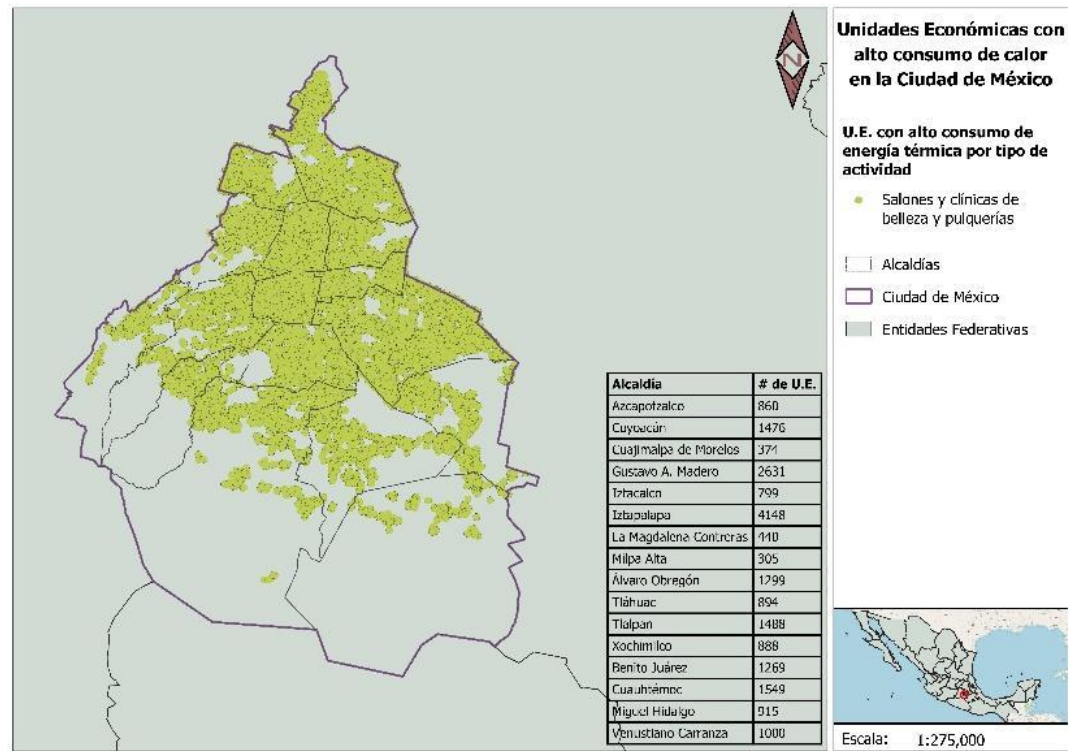 N
Unidades Económicas con
alto consumo de calor
en la Ciudad de México
U.E. con alto consumo de
energía térmica por tipo de
actividad
Salones y clínicas de
belleza y pulquerías
Alcaldías
Ciudad de México
Entidades Federativas
Alcaldía # de U.E.
Azcapotzalco 860
Coyoacán 1476
Cuajimalpa de Morelos 374
Gustavo A. Madero 2631
Iztacalco 799
Iztapalapa 4148
La Magdalena Contreras 440
Milpa Alta 305
Álvaro Obregón 1299
Tláhuac 894
Tlalpan 1488
Xochimilco 888
Benito Juárez 1269
Cuauhtémoc 1549
Miguel Hidalgo 915
Venustiano Carranza 1000
Escala: 1:275,000